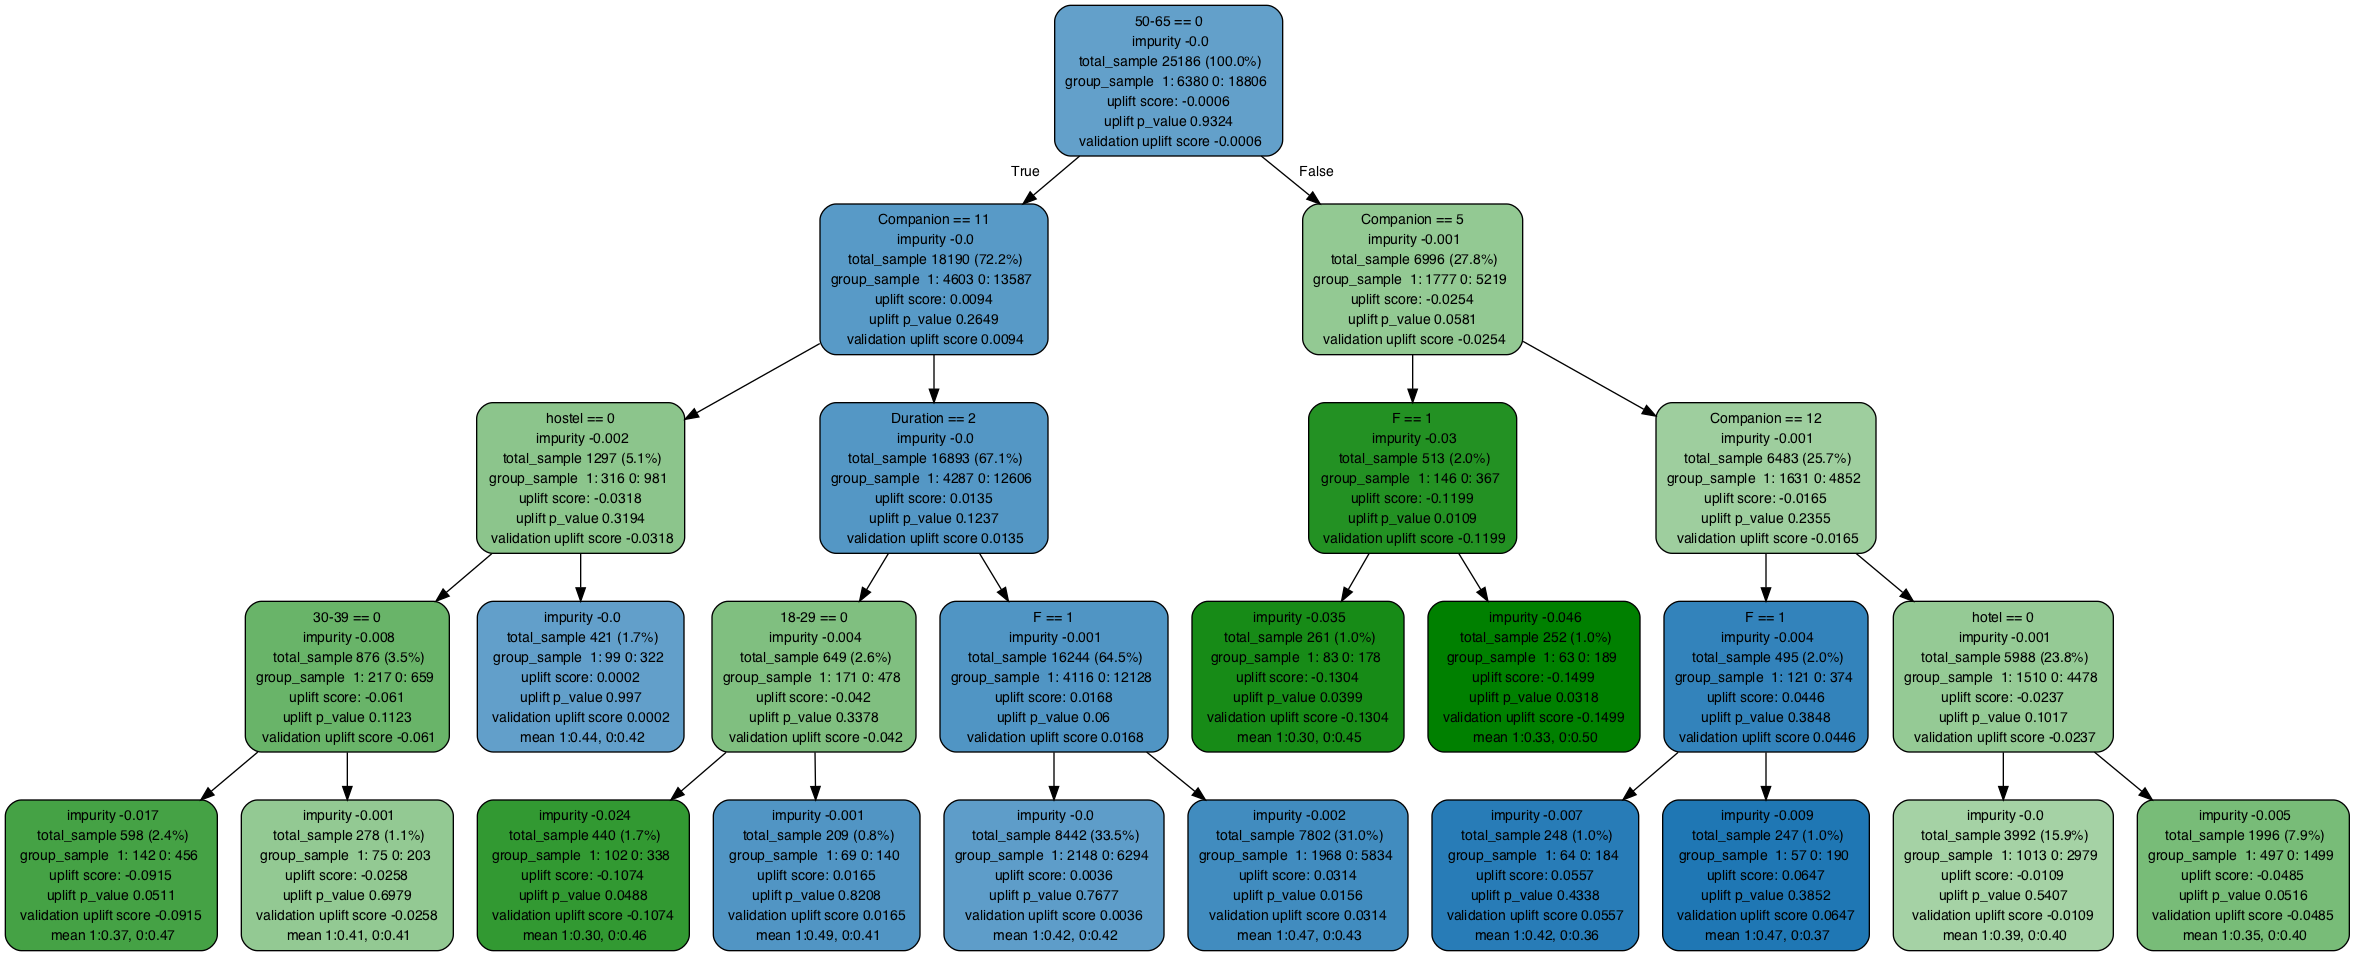 50-65 == 0
impurity -0.0
total_sample 25186 (100.0%)
group_sample 1: 6380 0: 18806
uplift score: -0.0006
uplift p_value 0.9324
validation uplift score -0.0006
True
False
Companion == 11
impurity -0.0
total_sample 18190 (72.2%)
group_sample 1: 4603 0: 13587
uplift score: 0.0094
uplift p_value 0.2649
validation uplift score 0.0094
Companion == 5
impurity -0.001
total_sample 6996 (27.8%)
group_sample 1: 1777 0: 5219
uplift score: -0.0254
uplift p_value 0.0581
validation uplift score -0.0254
hostel == 0
impurity -0.002
total_sample 1297 (5.1%)
group_sample 1: 316 0: 981
uplift score: -0.0318
uplift p_value 0.3194
validation uplift score -0.0318
Duration == 2
impurity -0.0
total_sample 16893 (67.1%)
group_sample 1: 4287 0: 12606
uplift score: 0.0135
uplift p_value 0.1237
validation uplift score 0.0135
F == 1
impurity -0.03
total_sample 513 (2.0%)
group_sample 1: 146 0: 367
uplift score: -0.1199
uplift p_value 0.0109
validation uplift score -0.1199
Companion == 12
impurity -0.001
total_sample 6483 (25.7%)
group_sample 1: 1631 0: 4852
uplift score: -0.0165
uplift p_value 0.2355
validation uplift score -0.0165
30-39 == 0
impurity -0.008
total_sample 876 (3.5%)
group_sample 1: 217 0: 659
uplift score: -0.061
uplift p_value 0.1123
validation uplift score -0.061
impurity -0.0
total_sample 421 (1.7%)
group_sample 1: 99 0: 322
uplift score: 0.0002
uplift p_value 0.997
validation uplift score 0.0002
mean 1:0.44, 0:0.42
18-29 == 0
impurity -0.004
total_sample 649 (2.6%)
group_sample 1: 171 0: 478
uplift score: -0.042
uplift p_value 0.3378
validation uplift score -0.042
F == 1
impurity -0.001
total_sample 16244 (64.5%)
group_sample 1: 4116 0: 12128
uplift score: 0.0168
uplift p_value 0.06
validation uplift score 0.0168
impurity -0.035
total_sample 261 (1.0%)
group_sample 1: 83 0: 178
uplift score: -0.1304
uplift p_value 0.0399
validation uplift score -0.1304
mean 1:0.30, 0:0.45
impurity -0.046
total_sample 252 (1.0%)
group_sample 1: 63 0: 189
uplift score: -0.1499
uplift p_value 0.0318
validation uplift score -0.1499
mean 1:0.33, 0:0.50
F == 1
impurity -0.004
total_sample 495 (2.0%)
group_sample 1: 121 0: 374
uplift score: 0.0446
uplift p_value 0.3848
validation uplift score 0.0446
hotel == 0
impurity -0.001
total_sample 5988 (23.8%)
group_sample 1: 1510 0: 4478
uplift score: -0.0237
uplift p_value 0.1017
validation uplift score -0.0237
impurity -0.017
total_sample 598 (2.4%)
group_sample 1: 142 0: 456
uplift score: -0.0915
uplift p_value 0.0511
validation uplift score -0.0915
mean 1:0.37, 0:0.47
impurity -0.001
total_sample 278 (1.1%)
group_sample 1: 75 0: 203
uplift score: -0.0258
uplift p_value 0.6979
validation uplift score -0.0258
mean 1:0.41, 0:0.41
impurity -0.024
total_sample 440 (1.7%)
group_sample 1: 102 0: 338
uplift score: -0.1074
uplift p_value 0.0488
validation uplift score -0.1074
mean 1:0.30, 0:0.46
impurity -0.001
total_sample 209 (0.8%)
group_sample 1: 69 0: 140
uplift score: 0.0165
uplift p_value 0.8208
validation uplift score 0.0165
mean 1:0.49, 0:0.41
impurity -0.0
total_sample 8442 (33.5%)
group_sample 1: 2148 0: 6294
uplift score: 0.0036
uplift p_value 0.7677
validation uplift score 0.0036
mean 1:0.42, 0:0.42
impurity -0.002
total_sample 7802 (31.0%)
group_sample 1: 1968 0: 5834
uplift score: 0.0314
uplift p_value 0.0156
validation uplift score 0.0314
mean 1:0.47, 0:0.43
impurity -0.007
total_sample 248 (1.0%)
group_sample 1: 64 0: 184
uplift score: 0.0557
uplift p_value 0.4338
validation uplift score 0.0557
mean 1:0.42, 0:0.36
impurity -0.009
total_sample 247 (1.0%)
group_sample 1: 57 0: 190
uplift score: 0.0647
uplift p_value 0.3852
validation uplift score 0.0647
mean 1:0.47, 0:0.37
impurity -0.0
total_sample 3992 (15.9%)
group_sample 1: 1013 0: 2979
uplift score: -0.0109
uplift p_value 0.5407
validation uplift score -0.0109
mean 1:0.39, 0:0.40
impurity -0.005
total_sample 1996 (7.9%)
group_sample 1: 497 0: 1499
uplift score: -0.0485
uplift p_value 0.0516
validation uplift score -0.0485
mean 1:0.35, 0:0.40